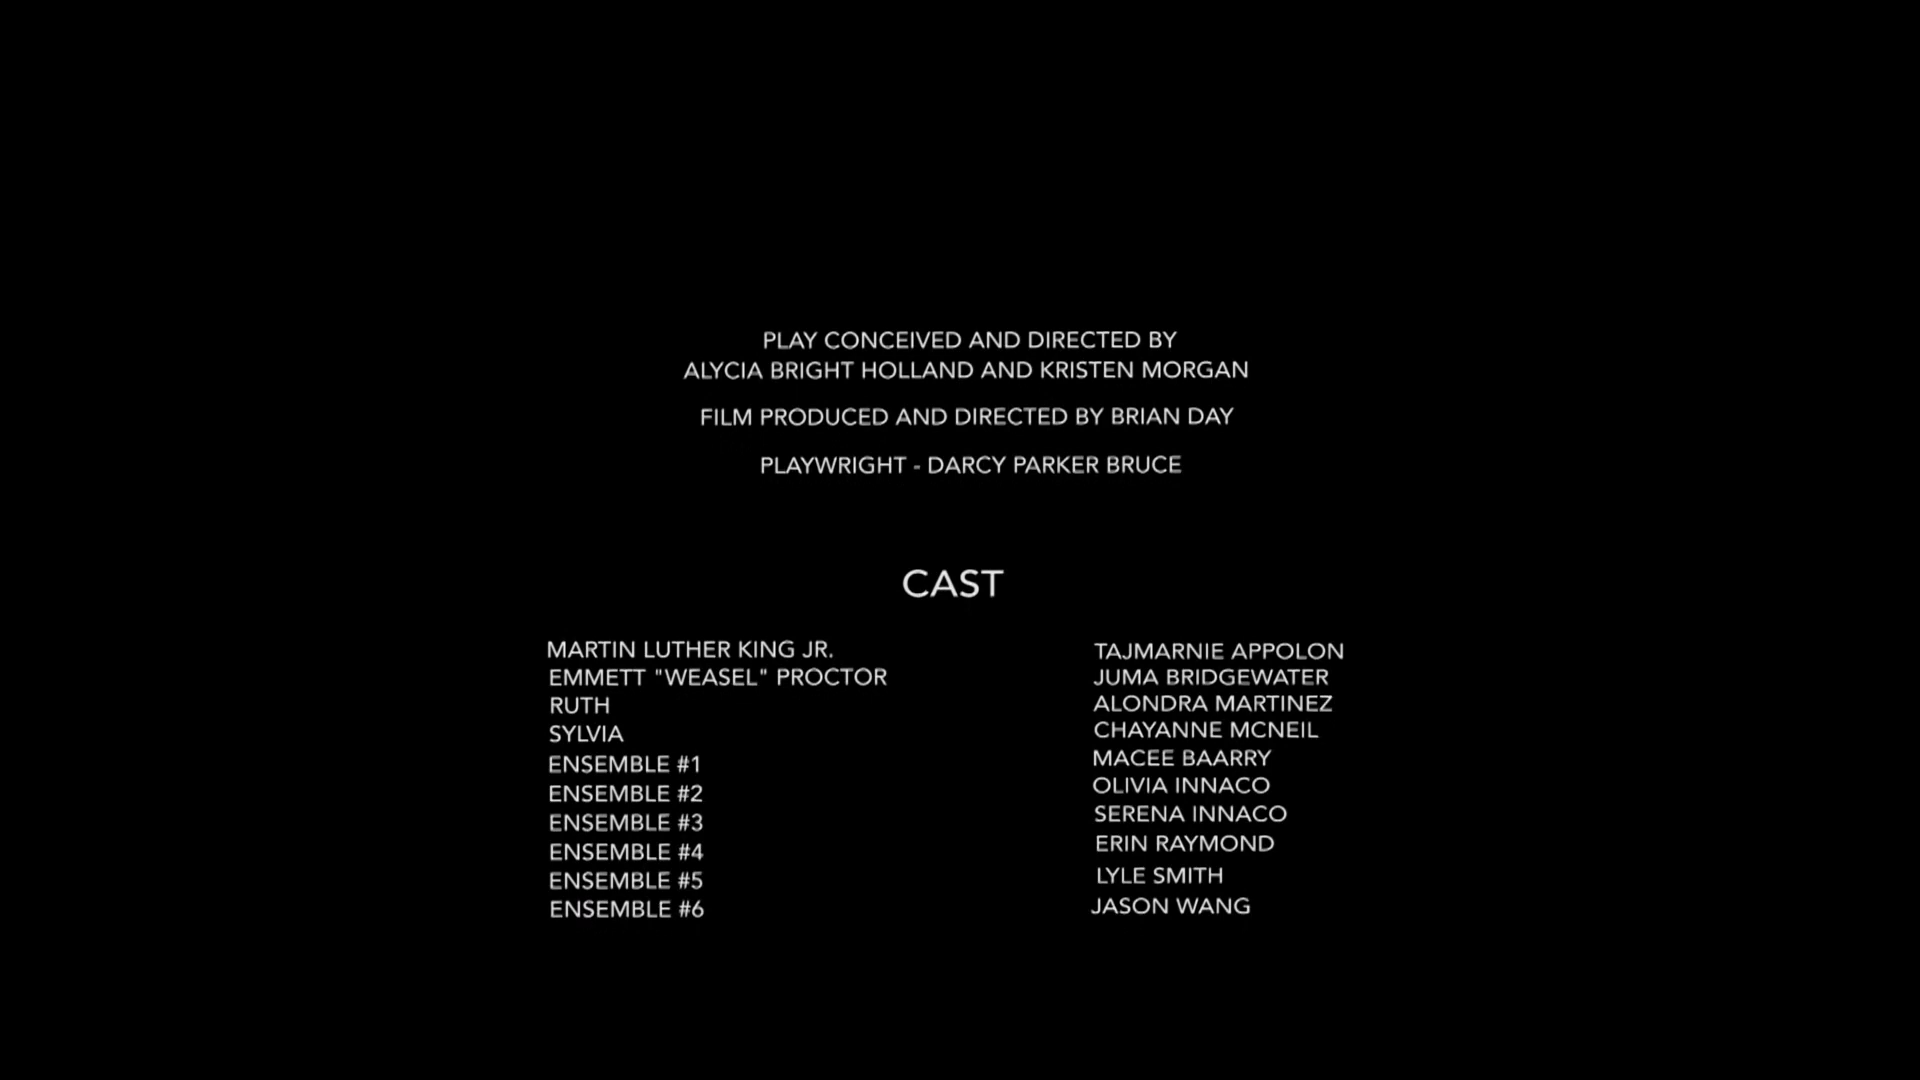 PLAY CONCEIVED AND DIRECTED BY
ALYCIA BRIGHT HOLLAND AND KRISTEN MORGAN
FILM PRODUCED AND DIRECTED BY BRIAN DAY
PLAYWRIGHT - DARCY PARKER BRUCE
CAST
MARTIN LUTHER KING JR. TAJMARNIE APPOLON
EMMETT "WEASEL" PROCTOR JUMA BRIDGEWATER
RUTH ALONDRA MARTINEZ
SYLVIA CHAYANNE MCNEIL
ENSEMBLE #1 MACEE BAARRY
ENSEMBLE #2 OLIVIA INNACO
ENSEMBLE #3 SERENA INNACO
ENSEMBLE #4 ERIN RAYMOND
ENSEMBLE #5 LYLE SMITH
ENSEMBLE #6 JASON WANG